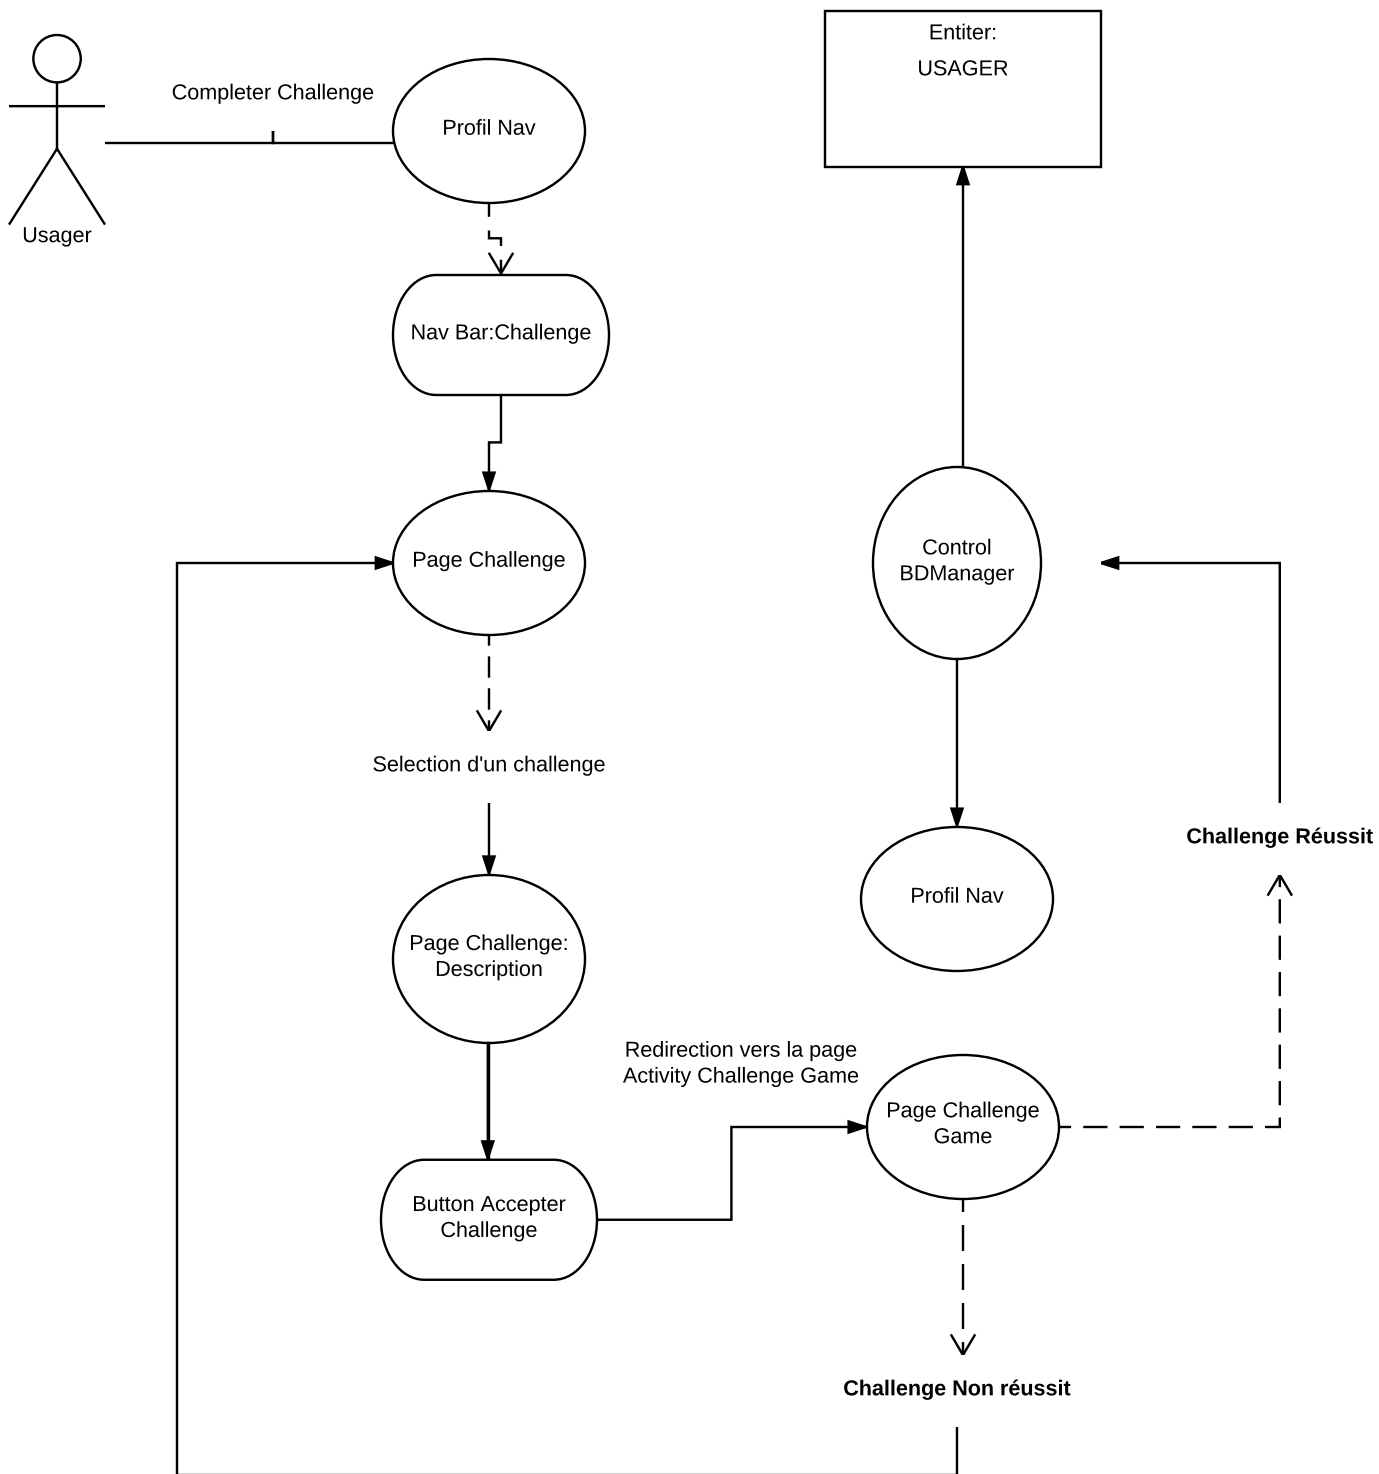 Entiter:
USAGER
Completer Challenge
Profil Nav
Usager
Nav Bar:Challenge
Page Challenge
Control
BDManager
Selection d'un challenge
Challenge Réussit
Profil Nav
Page Challenge:
Description
Redirection vers la page
Activity Challenge Game
Page Challenge
Game
Button Accepter
Challenge
Challenge Non réussit